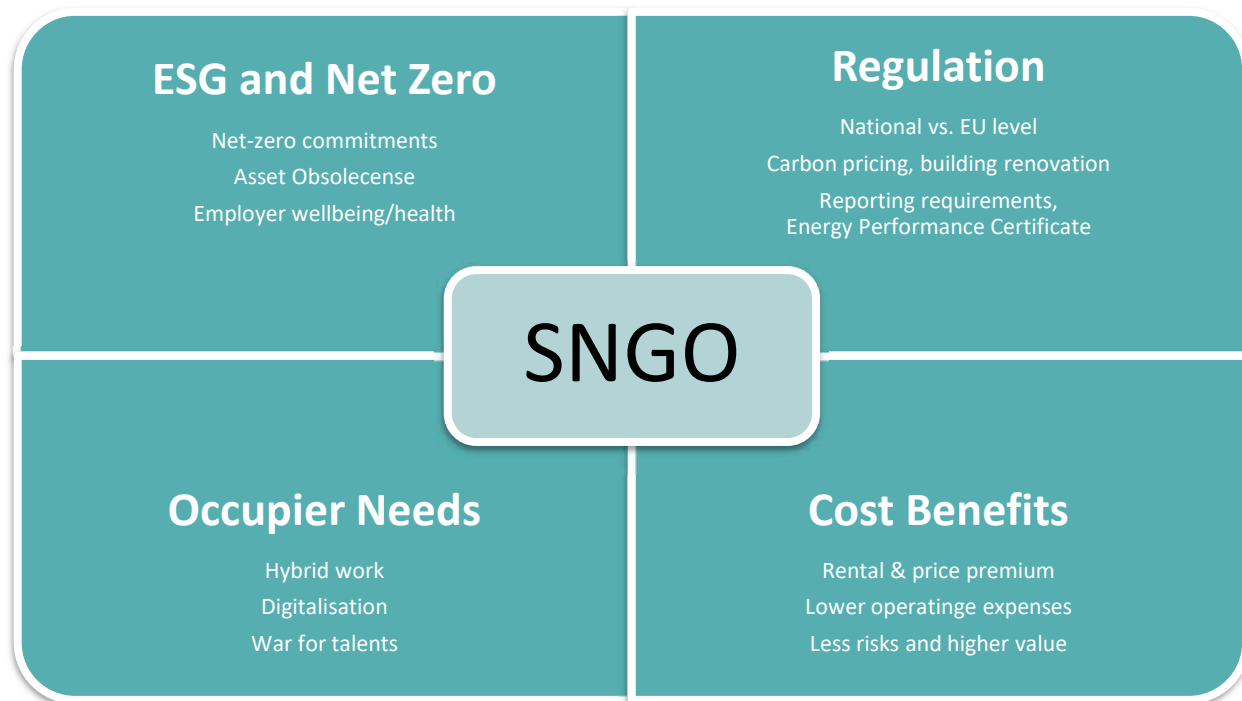 ESG and Net Zero
Net-zero commitments
Asset Obsolecense
Employer wellbeing/health
Regulation
National vs. EU level
Carbon pricing, building renovation
Reporting requirements,
Energy Performance Certificate
SNGO
Occupier Needs
Hybrid work
Digitalisation
War for talents
Cost Benefits
Rental & price premium
Lower operatinge expenses
Less risks and higher value